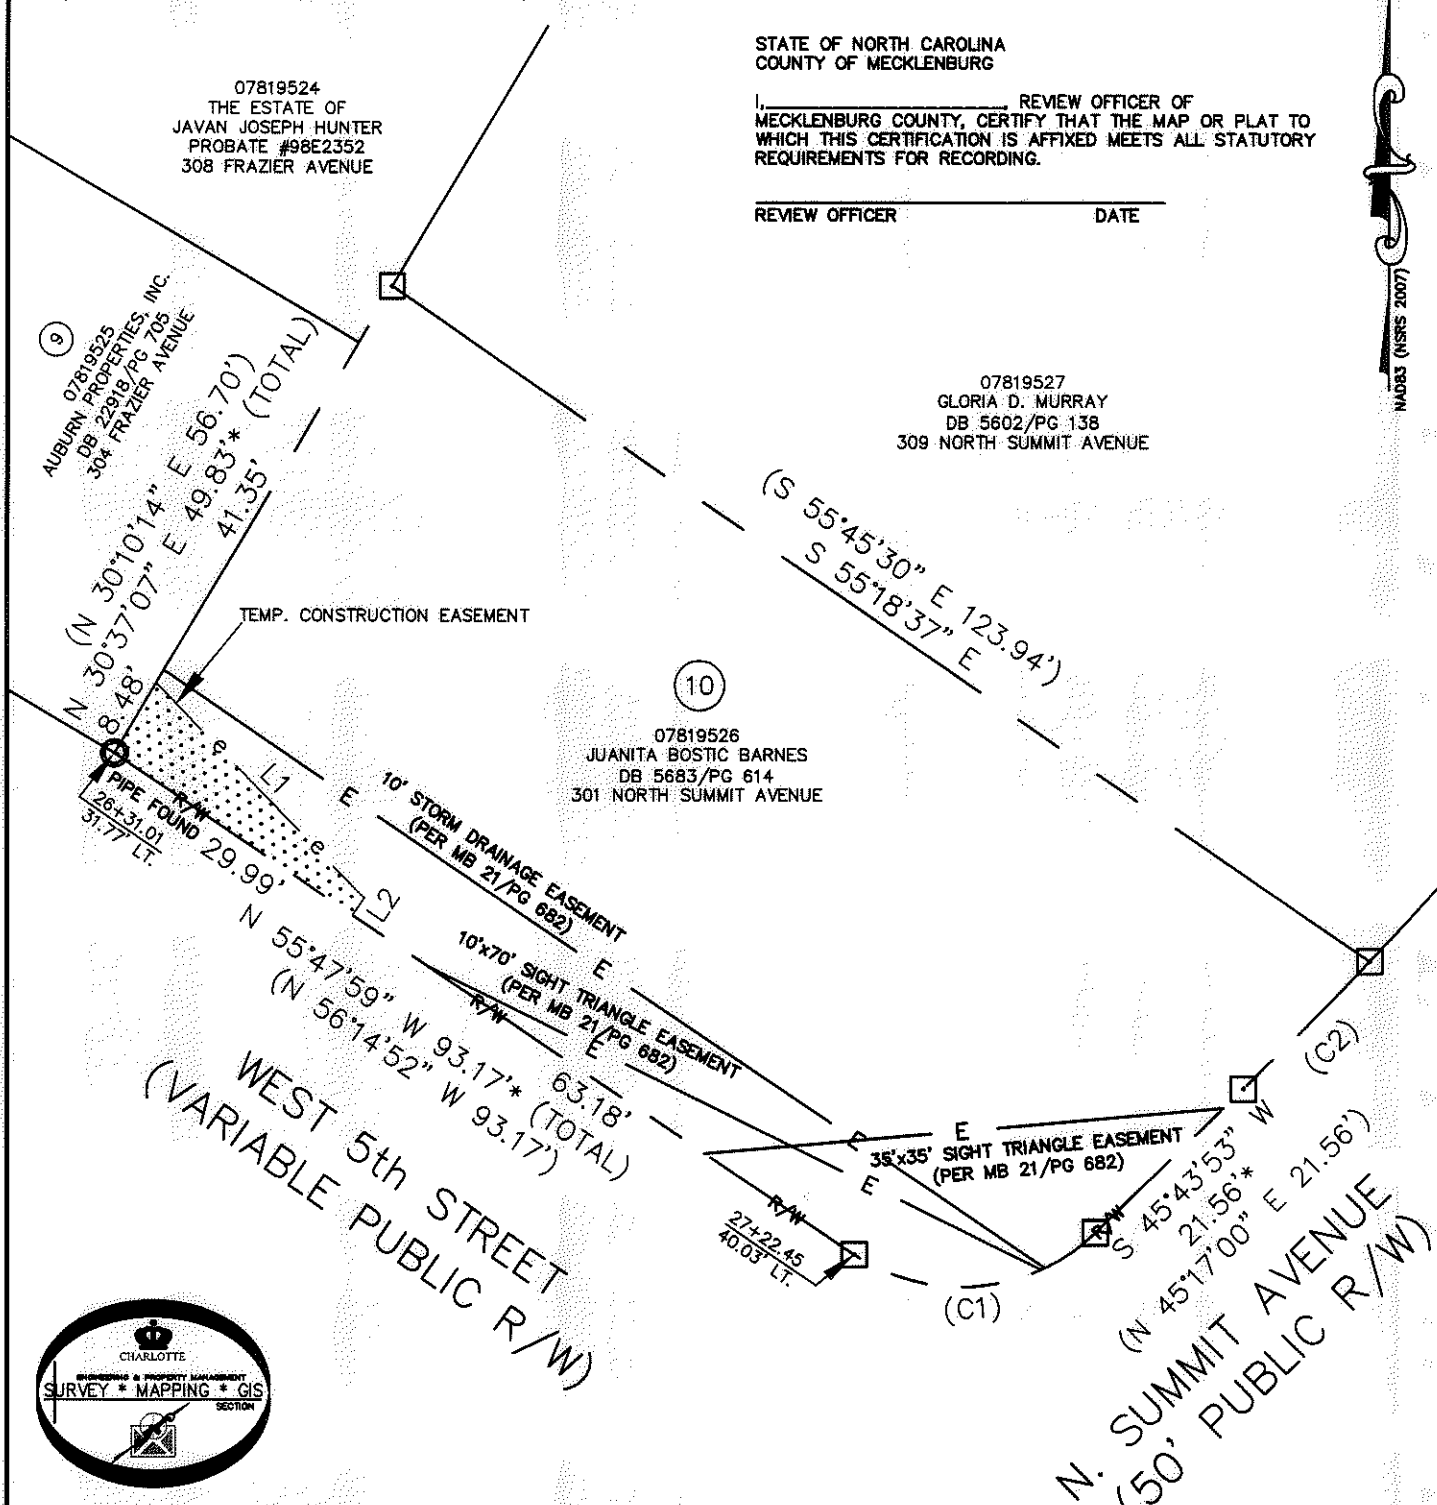 STATE OF NORTH CAROLINA
COUNTY OF MECKLENBURG
I,____________________, REVIEW OFFICER OF
MECKLENBURG COUNTY, CERTIFY THAT THE MAP OR PLAT TO
WHICH THIS CERTIFICATION IS AFFIXED MEETS ALL STATUTORY
REQUIREMENTS FOR RECORDING.
REVIEW OFFICER DATE
NAD83 (NSRS 2007)
07819524
THE ESTATE OF
JAVAN JOSEPH HUNTER
PROBATE #98E2352
308 FRAZIER AVENUE
9
07819525
AUBURN PROPERTIES, INC.
DB 22918/PG 705
304 FRAZIER AVENUE
(N 30°10'14" E 56.70')
N 30°37'07" E 49.83'* (TOTAL)
41.35'
8.48'
07819527
GLORIA D. MURRAY
DB 5602/PG 138
309 NORTH SUMMIT AVENUE
(S 55°45'30" E 123.94')
S 55°18'37" E
TEMP. CONSTRUCTION EASEMENT
10
07819526
JUANITA BOSTIC BARNES
DB 5683/PG 614
301 NORTH SUMMIT AVENUE
e
L1
e
L2
E
10' STORM DRAINAGE EASEMENT
(PER MB 21/PG 682)
E
E
PIPE FOUND
26+31.01
31.77' LT.
R/W
29.99'
10'x70' SIGHT TRIANGLE EASEMENT
(PER MB 21/PG 682)
E
E
R/W
63.18'
N 55°47'59" W 93.17'* (TOTAL)
(N 56°14'52" W 93.17')
WEST 5th STREET
(VARIABLE PUBLIC R/W)
E
35'x35' SIGHT TRIANGLE EASEMENT
(PER MB 21/PG 682)
R/W
27+22.45
40.03' LT.
(C1)
(C2)
R/W
S 45°43'53" W
21.56'*
(N 45°17'00" E 21.56')
N. SUMMIT AVENUE
(50' PUBLIC R/W)
CHARLOTTE
ENGINEERING & PROPERTY MANAGEMENT
SURVEY * MAPPING * GIS
SECTION